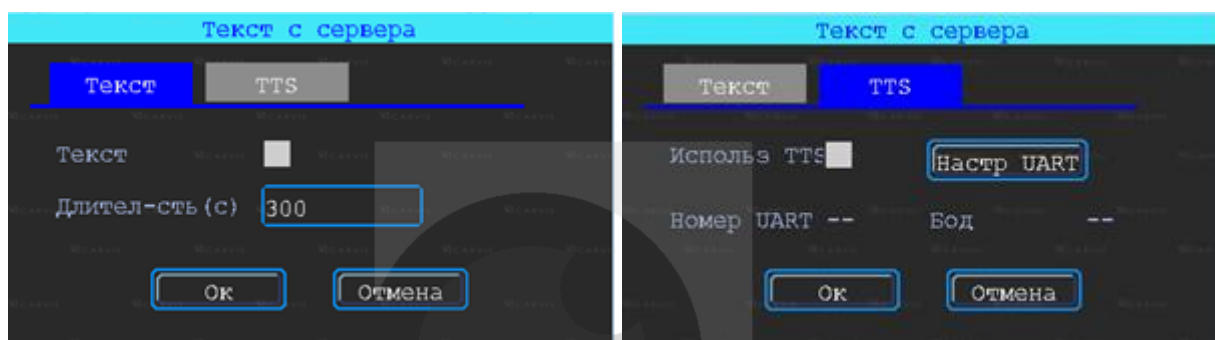 Текст с сервера
Текст TTS
Текст
Длител-сть(с) 300
Ок Отмена
Текст с сервера
Текст TTS
Использ TTS Настр UART
Номер UART -- Бод --
Ок Отмена